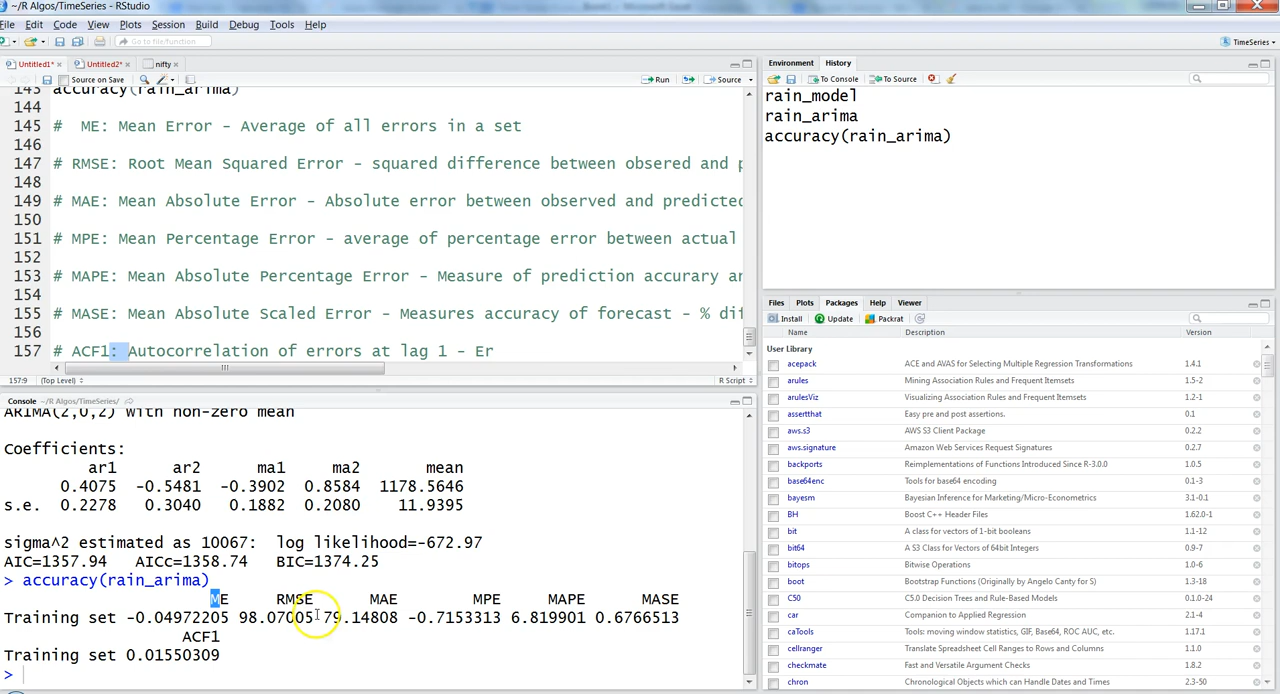 ~/R Algos/TimeSeries - RStudio
File Edit Code View Plots Session Build Debug Tools Help
Go to file/function
TimeSeries
Untitled1* Untitled2* nifty
Source on Save Run Source
143 accuracy(rain_arima)
144
145 # ME: Mean Error - Average of all errors in a set
146
147 # RMSE: Root Mean Squared Error - squared difference between obsered and p
148
149 # MAE: Mean Absolute Error - Absolute error between observed and predicted
150
151 # MPE: Mean Percentage Error - average of percentage error between actual
152
153 # MAPE: Mean Absolute Percentage Error - Measure of prediction accurary an
154
155 # MASE: Mean Absolute Scaled Error - Measures accuracy of forecast - % dif
156
157 # ACF1: Autocorrelation of errors at lag 1 - Er
157:9 (Top Level) R Script
Console ~/R Algos/TimeSeries/
ARIMA(2,0,2) with non-zero mean
Coefficients:
ar1 ar2 ma1 ma2 mean
0.4075 -0.5481 -0.3902 0.8584 1178.5646
s.e. 0.2278 0.3040 0.1882 0.2080 11.9395
sigma^2 estimated as 10067: log likelihood=-672.97
AIC=1357.94 AICc=1358.74 BIC=1374.25
> accuracy(rain_arima)
ME RMSE MAE MPE MAPE MASE
Training set -0.04972205 98.07005 79.14808 -0.7153313 6.819901 0.6766513
ACF1
Training set 0.01550309
>
Environment History
To Console To Source
rain_model
rain_arima
accuracy(rain_arima)
Files Plots Packages Help Viewer
Install Update Packrat
Name Description Version
User Library
acepack ACE and AVAS for Selecting Multiple Regression Transformations 1.4.1
arules Mining Association Rules and Frequent Itemsets 1.5-2
arulesViz Visualizing Association Rules and Frequent Itemsets 1.2-1
assertthat Easy pre and post assertions. 0.1
aws.s3 AWS S3 Client Package 0.2.2
aws.signature Amazon Web Services Request Signatures 0.2.7
backports Reimplementations of Functions Introduced Since R-3.0.0 1.0.5
base64enc Tools for base64 encoding 0.1-3
bayesm Bayesian Inference for Marketing/Micro-Econometrics 3.1-0.1
BH Boost C++ Header Files 1.62.0-1
bit A class for vectors of 1-bit booleans 1.1-12
bit64 A S3 Class for Vectors of 64bit Integers 0.9-7
bitops Bitwise Operations 1.0-6
boot Bootstrap Functions (Originally by Angelo Canty for S) 1.3-18
C50 C5.0 Decision Trees and Rule-Based Models 0.1.0-24
car Companion to Applied Regression 2.1-4
caTools Tools: moving window statistics, GIF, Base64, ROC AUC, etc. 1.17.1
cellranger Translate Spreadsheet Cell Ranges to Rows and Columns 1.1.0
checkmate Fast and Versatile Argument Checks 1.8.2
chron Chronological Objects which can Handle Dates and Times 2.3-50